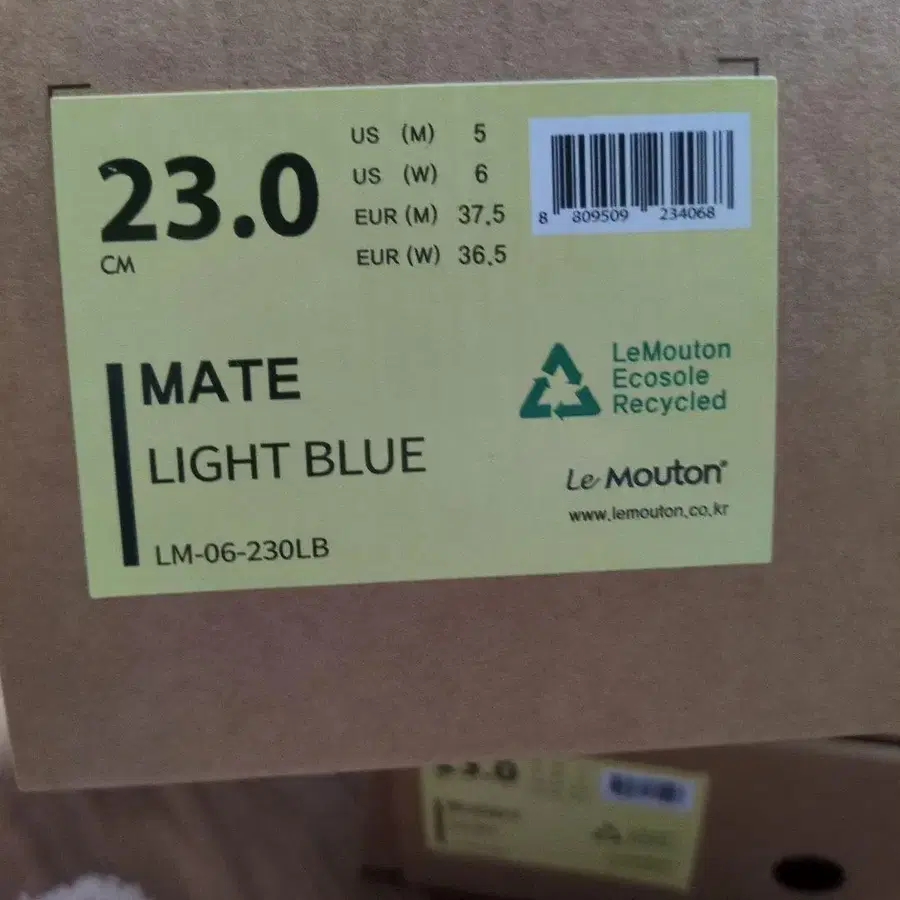 23.0
CM
US (M) 5
US (W) 6
EUR (M) 37.5
EUR (W) 36.5
8 809509 234068
MATE
LIGHT BLUE
LM-06-230LB
LeMouton
Ecosole
Recycled
Le Mouton®
www.lemouton.co.kr